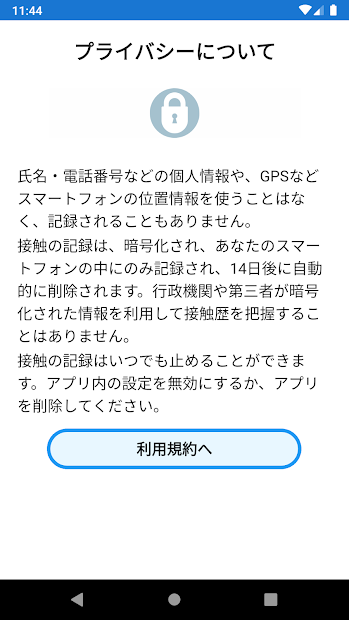 11:44
プライバシーについて
氏名・電話番号などの個人情報や、GPSなど
スマートフォンの位置情報を使うことはな
く、記録されることもありません。
接触の記録は、暗号化され、あなたのスマー
トフォンの中にのみ記録され、14日後に自動
的に削除されます。行政機関や第三者が暗号
化された情報を利用して接触歴を把握するこ
とはありません。
接触の記録はいつでも止めることができま
す。アプリ内の設定を無効にするか、アプリ
を削除してください。
利用規約へ